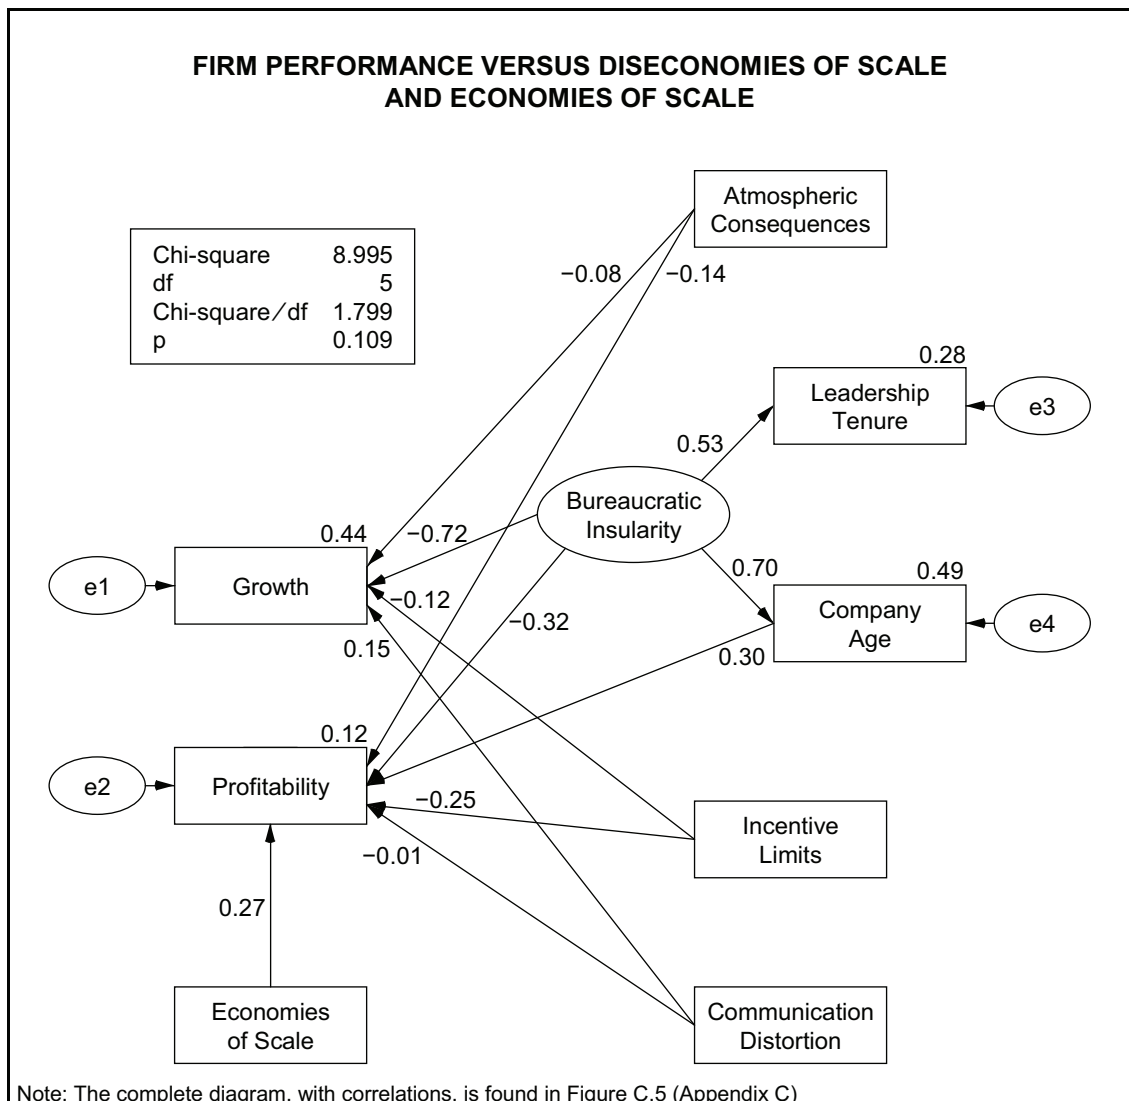 FIRM PERFORMANCE VERSUS DISECONOMIES OF SCALE
AND ECONOMIES OF SCALE
Atmospheric
Consequences
Chi-square 8.995
df 5
Chi-square/df 1.799
p 0.109
−0.08
−0.14
0.28
Leadership
Tenure
e3
0.53
Bureaucratic
Insularity
0.44
−0.72
e1
Growth
0.70
0.49
Company
Age
e4
−0.12
−0.32
0.15
0.30
0.12
e2
Profitability
−0.25
Incentive
Limits
−0.01
0.27
Economies
of Scale
Communication
Distortion
Note: The complete diagram, with correlations, is found in Figure C.5 (Appendix C)